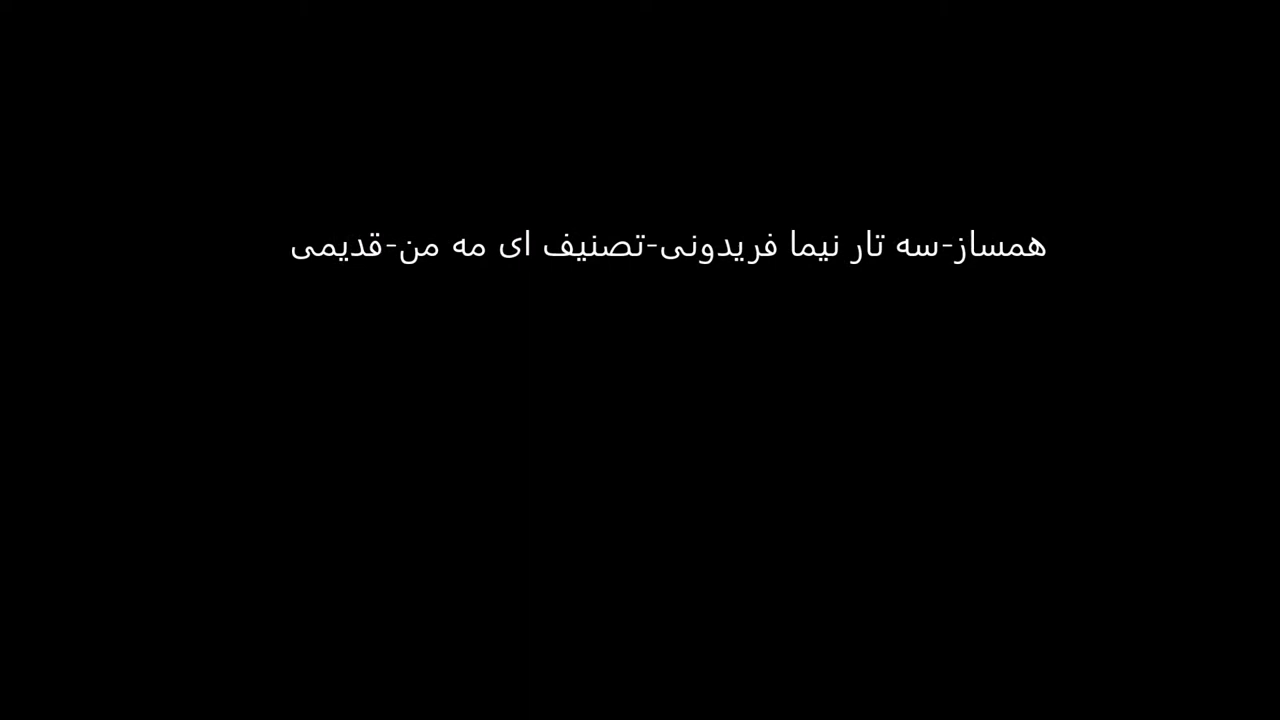 همساز-سه تار نیما فریدونی-تصنیف ای مه من-قدیمی